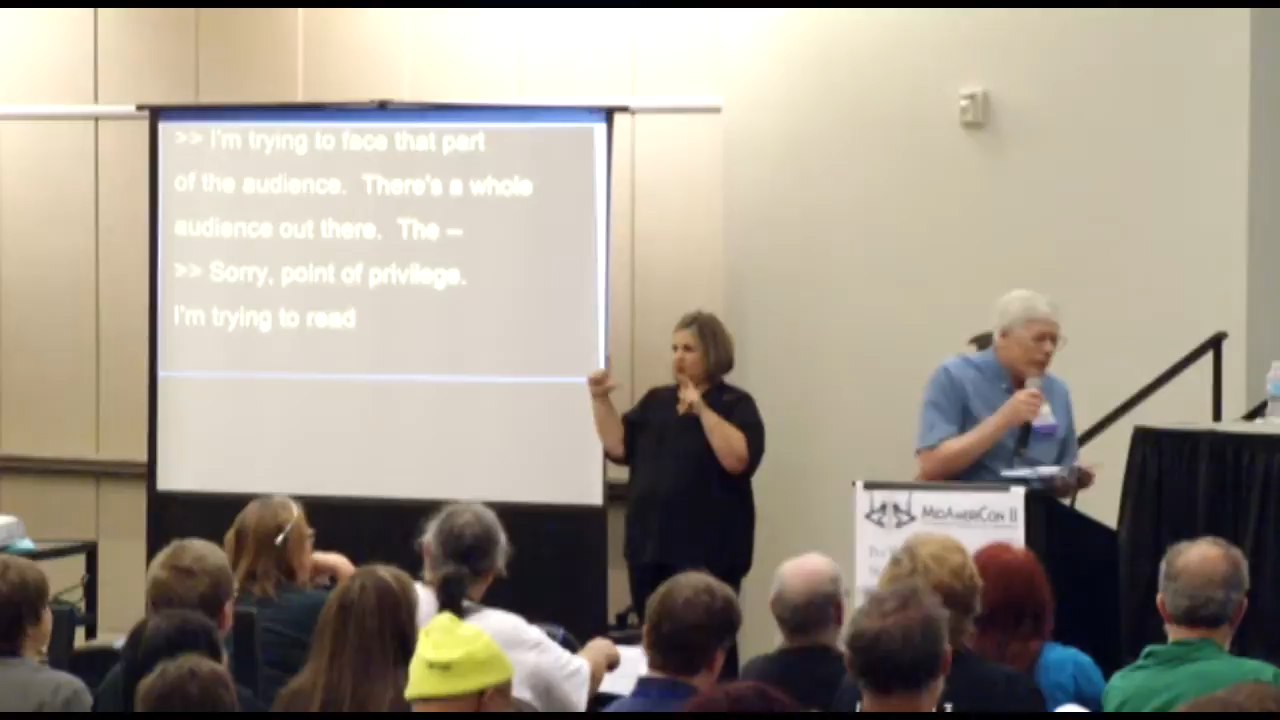 >> I'm trying to face that part
of the audience.  There's a whole
audience out there.  The –
>> Sorry, point of privilege.
I'm trying to read
MidAmeriCon II